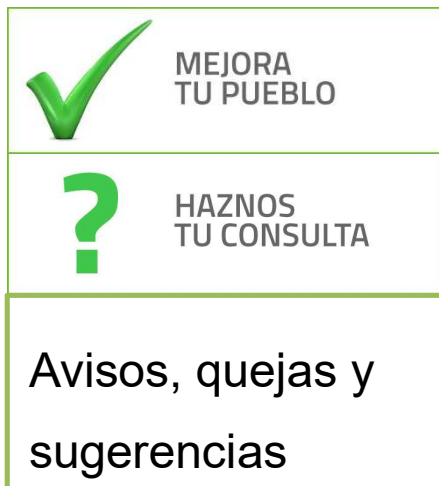 MEJORA
TU PUEBLO
?
HAZNOS
TU CONSULTA
Avisos, quejas y
sugerencias